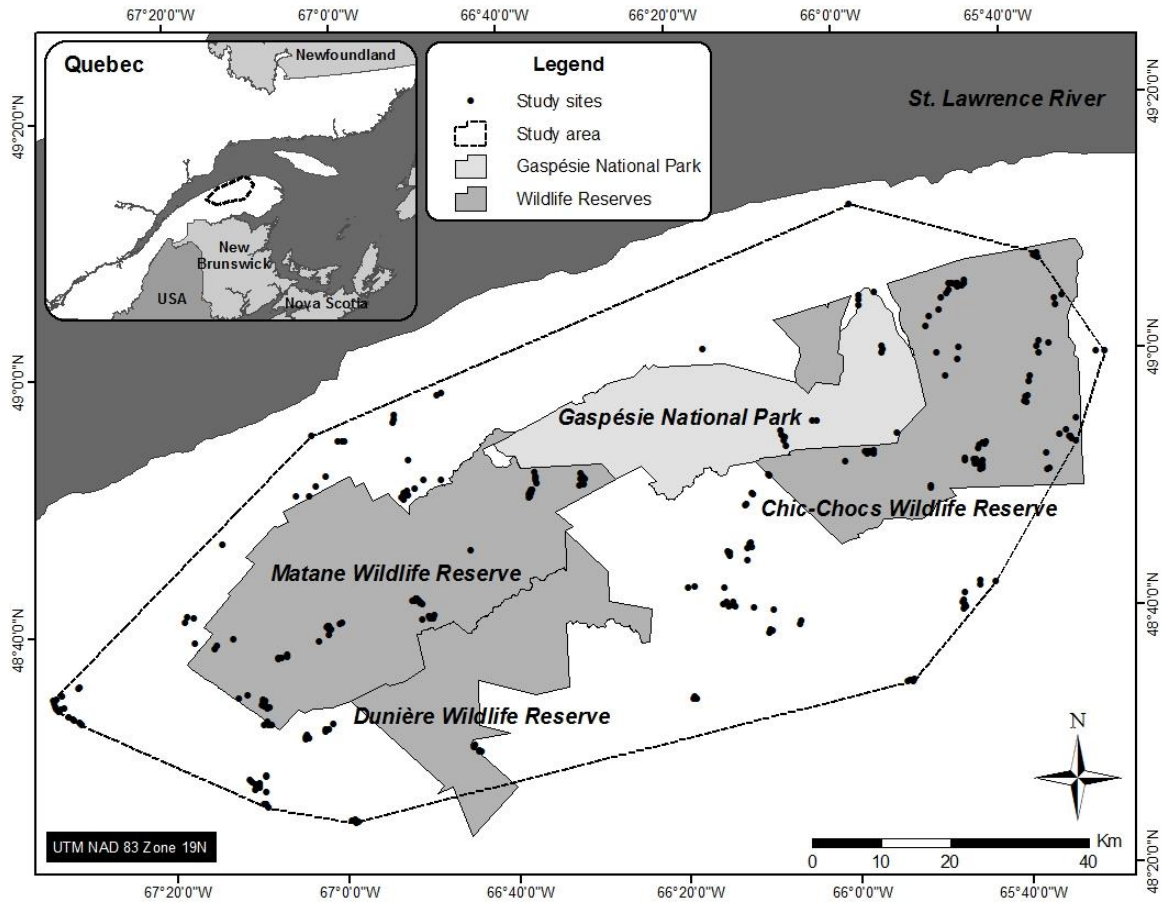 67°20'0"W 67°0'0"W 66°40'0"W 66°20'0"W 66°0'0"W 65°40'0"W
Quebec
Newfoundland
New
Brunswick
USA
Nova Scotia
Legend
Study sites
Study area
Gaspésie National Park
Wildlife Reserves
St. Lawrence River
49°20'0"N
49°20'0"N
49°0'0"N
49°0'0"N
Gaspésie National Park
Chic-Chocs Wildlife Reserve
Matane Wildlife Reserve
48°40'0"N
48°40'0"N
Dunière Wildlife Reserve
N
UTM NAD 83 Zone 19N
Km
0 10 20 40
48°20'0"N
67°20'0"W 67°0'0"W 66°40'0"W 66°20'0"W 66°0'0"W 65°40'0"W